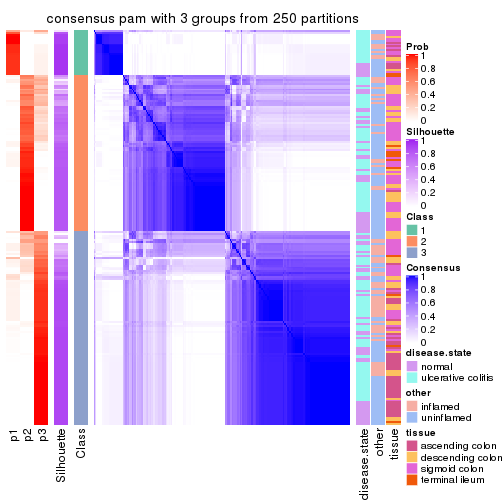 consensus pam with 3 groups from 250 partitions
Prob
1
0.8
0.6
0.4
0.2
0
Silhouette
1
0.8
0.6
0.4
0.2
0
Class
1
2
3
Consensus
1
0.8
0.6
0.4
0.2
0
disease.state
normal
ulcerative colitis
other
inflamed
uninflamed
tissue
ascending colon
descending colon
sigmoid colon
terminal ileum
p1
p2
p3
Silhouette
Class
disease.state
other
tissue